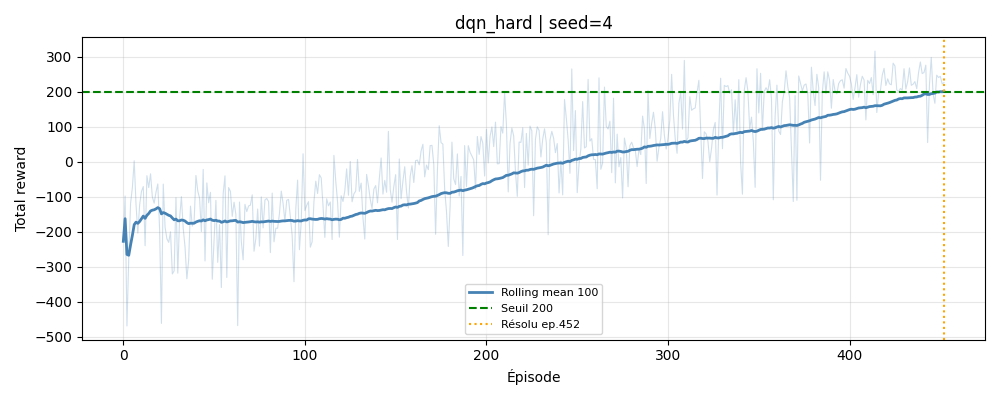 dqn_hard | seed=4
Total reward
300
200
100
0
−100
−200
−300
−400
−500
Rolling mean 100
Seuil 200
Résolu ep.452
0
100
200
300
400
Épisode